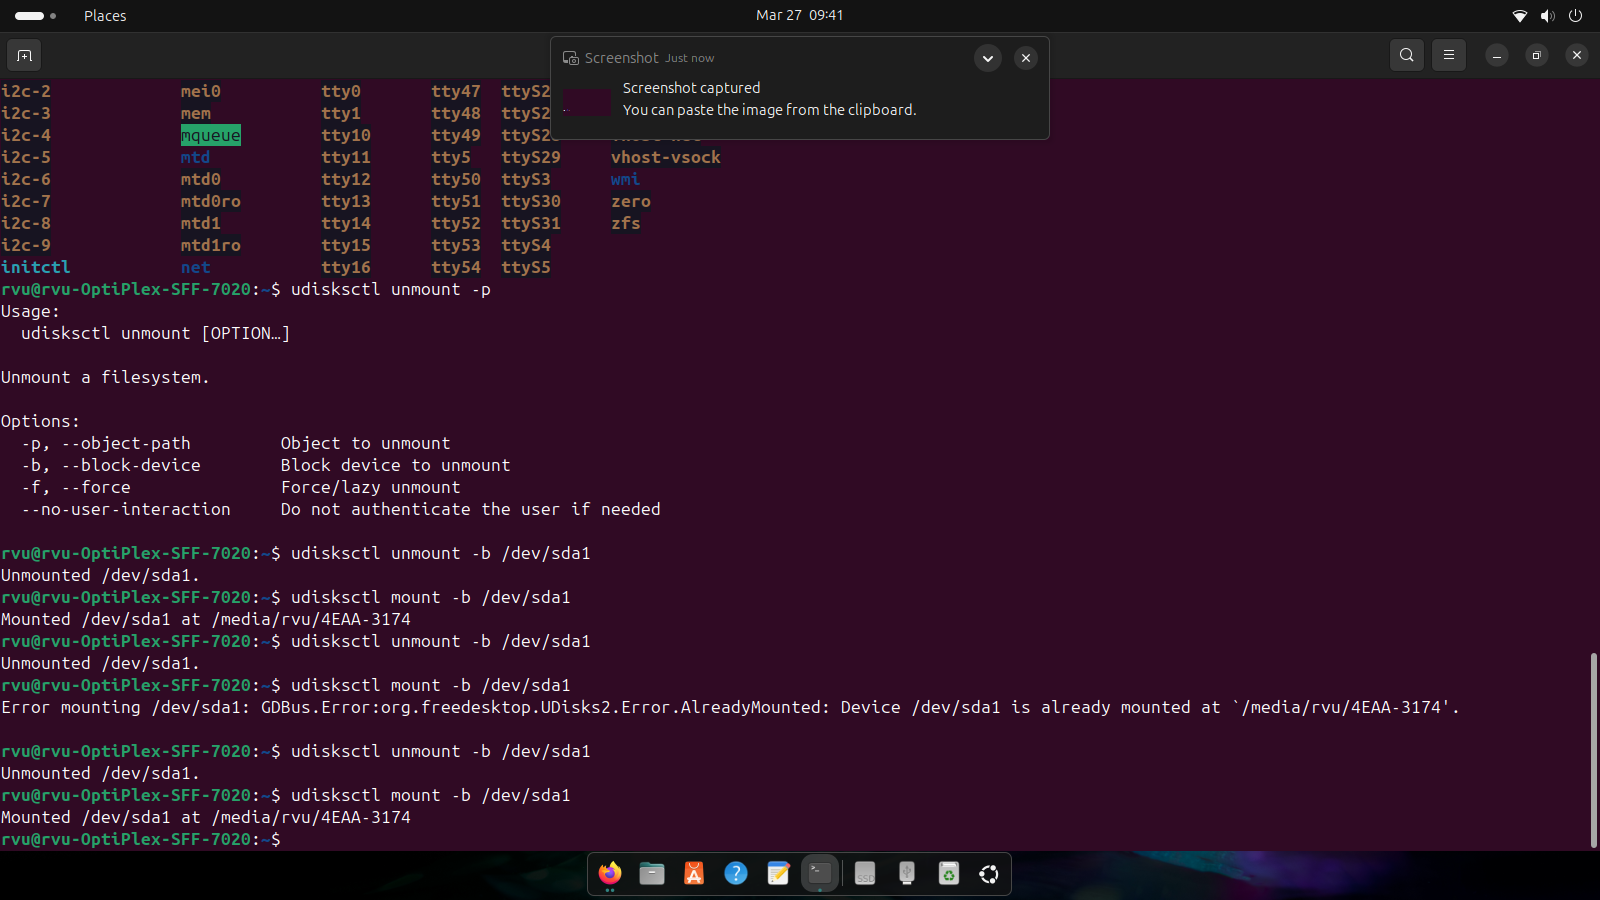 Places
Mar 27 09:41
Screenshot Just now
Screenshot captured
You can paste the image from the clipboard.
i2c-2 mei0 tty0 tty47 ttyS2
i2c-3 mem tty1 tty48 ttyS2
i2c-4 mqueue tty10 tty49
i2c-5 mtd tty11 tty5 ttyS29 vhost-vsock
i2c-6 mtd0 tty12 tty50 ttyS3 wmi
i2c-7 mtd0ro tty13 tty51 ttyS30 zero
i2c-8 mtd1 tty14 tty52 ttyS31 zfs
i2c-9 mtd1ro tty15 tty53 ttyS4
initctl net tty16 tty54 ttyS5
rvu@rvu-OptiPlex-SFF-7020:~$ udisksctl unmount -p
Usage:
udisksctl unmount [OPTION…]
Unmount a filesystem.
Options:
-p, --object-path Object to unmount
-b, --block-device Block device to unmount
-f, --force Force/lazy unmount
--no-user-interaction Do not authenticate the user if needed
rvu@rvu-OptiPlex-SFF-7020:~$ udisksctl unmount -b /dev/sda1
Unmounted /dev/sda1.
rvu@rvu-OptiPlex-SFF-7020:~$ udisksctl mount -b /dev/sda1
Mounted /dev/sda1 at /media/rvu/4EAA-3174
rvu@rvu-OptiPlex-SFF-7020:~$ udisksctl unmount -b /dev/sda1
Unmounted /dev/sda1.
rvu@rvu-OptiPlex-SFF-7020:~$ udisksctl mount -b /dev/sda1
Error mounting /dev/sda1: GDBus.Error:org.freedesktop.UDisks2.Error.AlreadyMounted: Device /dev/sda1 is already mounted at `/media/rvu/4EAA-3174'.
rvu@rvu-OptiPlex-SFF-7020:~$ udisksctl unmount -b /dev/sda1
Unmounted /dev/sda1.
rvu@rvu-OptiPlex-SFF-7020:~$ udisksctl mount -b /dev/sda1
Mounted /dev/sda1 at /media/rvu/4EAA-3174
rvu@rvu-OptiPlex-SFF-7020:~$
SSD